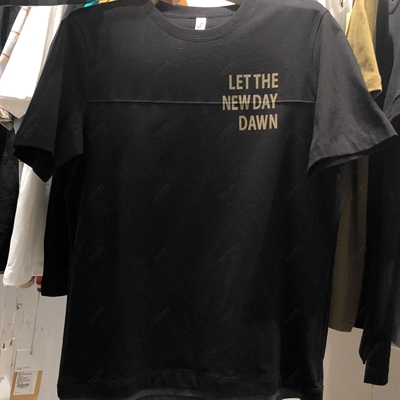 LET THE
NEW DAY
DAWN